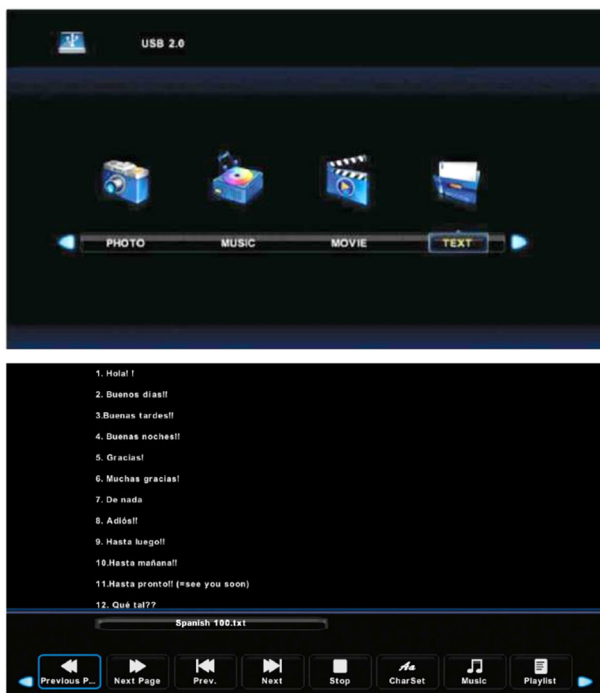 USB 2.0
PHOTO MUSIC MOVIE TEXT
1. Hola! !
2. Buenos días!!
3.Buenas tardes!!
4. Buenas noches!!
5. Gracias!
6. Muchas gracias!
7. De nada
8. Adiós!!
9. Hasta luego!!
10.Hasta mañana!!
11.Hasta pronto!! (=see you soon)
12. Qué tal??
Spanish 100.txt
Previous P... Next Page Prev. Next Stop CharSet Music Playlist